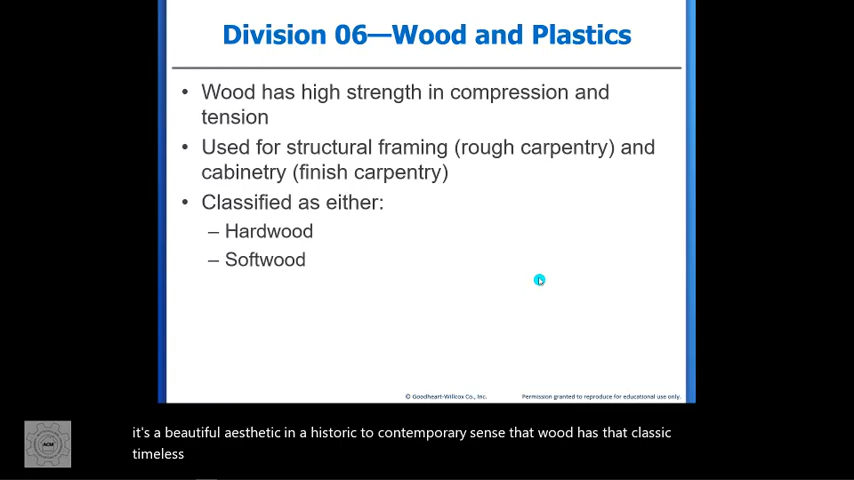 Division 06—Wood and Plastics
• Wood has high strength in compression and
tension
• Used for structural framing (rough carpentry) and
cabinetry (finish carpentry)
• Classified as either:
– Hardwood
– Softwood
© Goodheart-Willcox Co., Inc. Permission granted to reproduce for educational use only.
it's a beautiful aesthetic in a historic to contemporary sense that wood has that classic
timeless
ACM